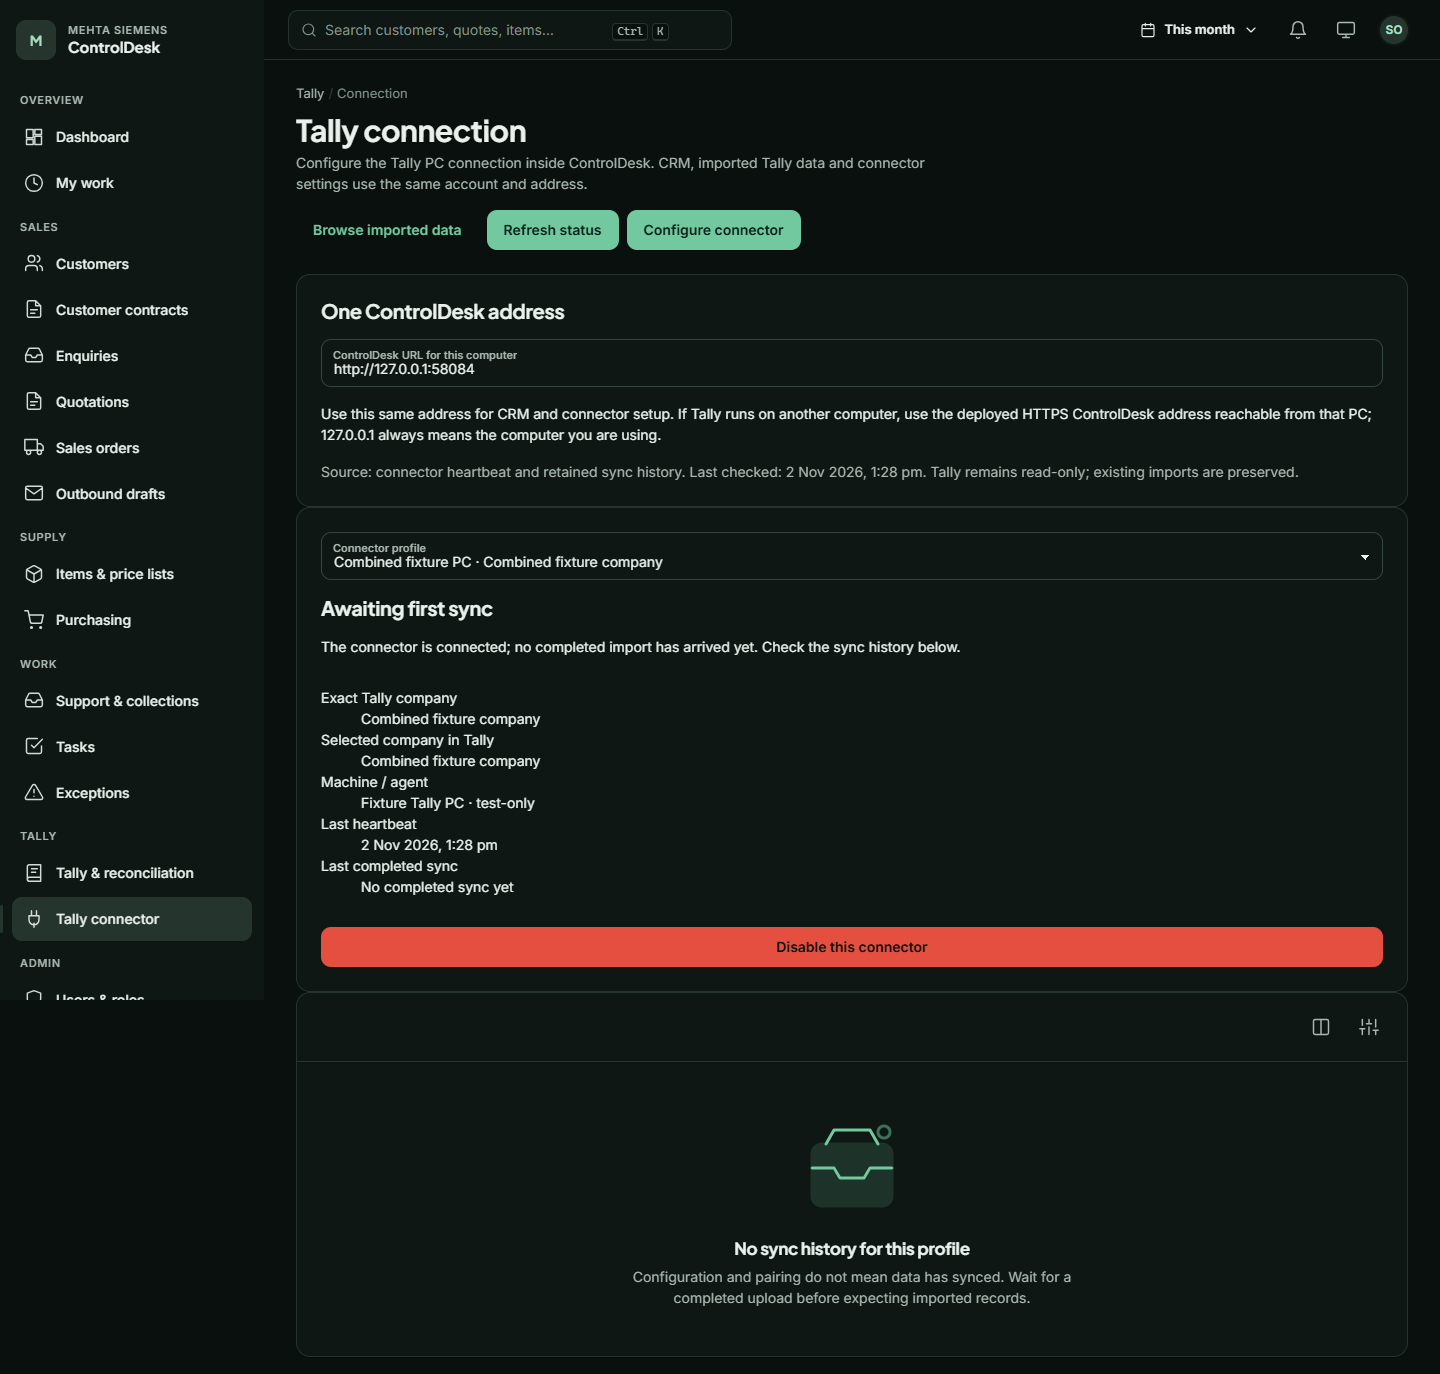 M
MEHTA SIEMENS
ControlDesk
Search customers, quotes, items...
Ctrl K
This month
SO
OVERVIEW
Dashboard
My work
SALES
Customers
Customer contracts
Enquiries
Quotations
Sales orders
Outbound drafts
SUPPLY
Items & price lists
Purchasing
WORK
Support & collections
Tasks
Exceptions
TALLY
Tally & reconciliation
Tally connector
ADMIN
Users & roles
Tally / Connection
Tally connection
Configure the Tally PC connection inside ControlDesk. CRM, imported Tally data and connector
settings use the same account and address.
Browse imported data
Refresh status
Configure connector
One ControlDesk address
ControlDesk URL for this computer
http://127.0.0.1:58084
Use this same address for CRM and connector setup. If Tally runs on another computer, use the deployed HTTPS ControlDesk address reachable from that PC;
127.0.0.1 always means the computer you are using.
Source: connector heartbeat and retained sync history. Last checked: 2 Nov 2026, 1:28 pm. Tally remains read-only; existing imports are preserved.
Connector profile
Combined fixture PC · Combined fixture company
Awaiting first sync
The connector is connected; no completed import has arrived yet. Check the sync history below.
Exact Tally company
Combined fixture company
Selected company in Tally
Combined fixture company
Machine / agent
Fixture Tally PC · test-only
Last heartbeat
2 Nov 2026, 1:28 pm
Last completed sync
No completed sync yet
Disable this connector
No sync history for this profile
Configuration and pairing do not mean data has synced. Wait for a
completed upload before expecting imported records.